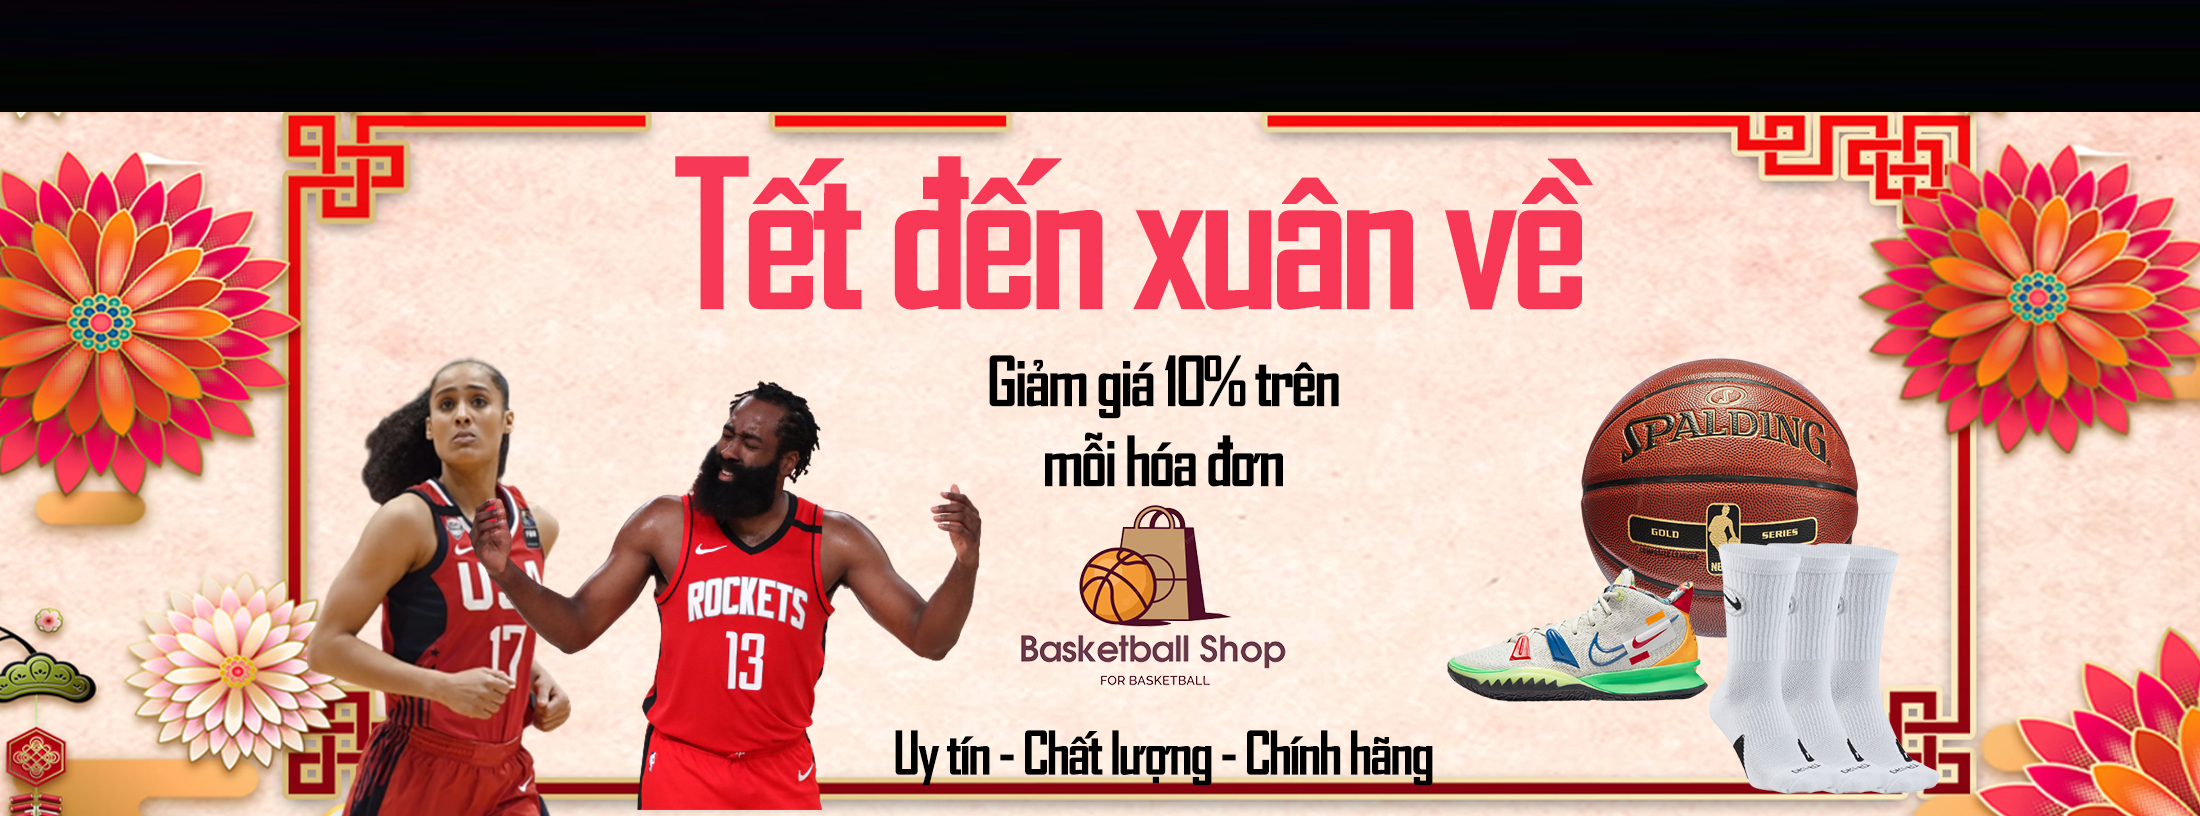 Tết đến xuân về
Giảm giá 10% trên
mỗi hóa đơn
SPALDING
GOLD SERIES
USA
17
ROCKETS
13
Basketball Shop
FOR BASKETBALL
Uy tín - Chất lượng - Chính hãng